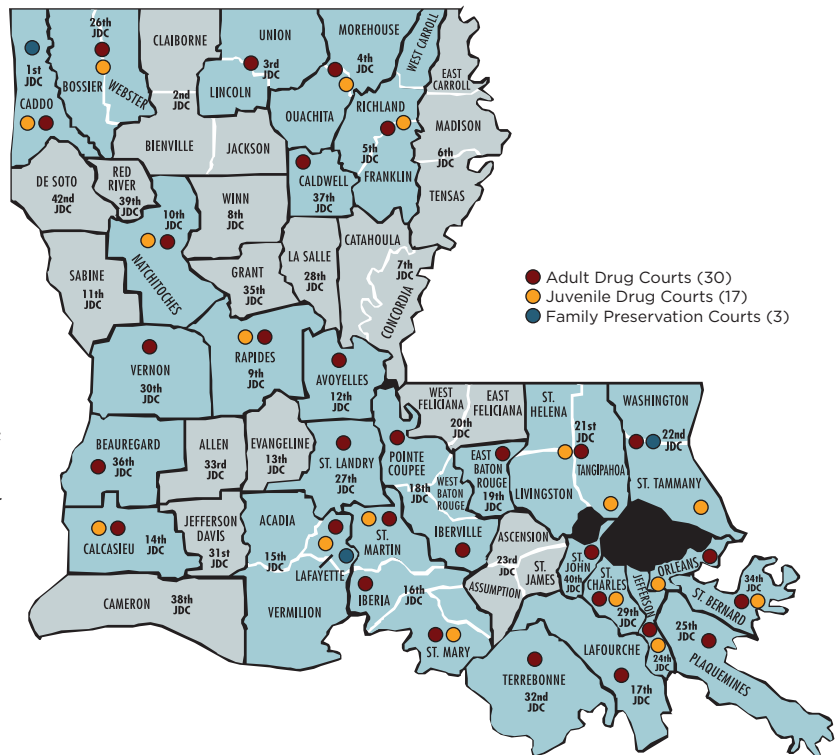 26th
JDC
CLAIBORNE
UNION
MOREHOUSE
WEST CARROLL
1st
JDC
3rd
JDC
4th
JDC
EAST
CARROLL
BOSSIER
WEBSTER
2nd
JDC
LINCOLN
CADDO
OUACHITA
RICHLAND
MADISON
BIENVILLE
JACKSON
5th
JDC
6th
JDC
FRANKLIN
DE SOTO
42nd
JDC
RED
RIVER
39th
JDC
CALDWELL
37th
JDC
TENSAS
10th
JDC
WINN
8th
JDC
NATCHITOCHES
CATAHOULA
LA SALLE
28th
JDC
7th
JDC
SABINE
11th
JDC
GRANT
35th
JDC
CONCORDIA
Adult Drug Courts (30)
Juvenile Drug Courts (17)
Family Preservation Courts (3)
VERNON
30th
JDC
RAPIDES
9th
JDC
AVOYELLES
12th
JDC
WEST
FELICIANA
EAST
FELICIANA
20th
JDC
ST.
HELENA
WASHINGTON
21st
JDC
22nd
JDC
BEAUREGARD
36th
JDC
ALLEN
33rd
JDC
EVANGELINE
13th
JDC
ST. LANDRY
27th
JDC
POINTE
COUPEE
EAST
BATON
ROUGE
19th
JDC
TANGIPAHOA
18th
JDC
WEST
BATON
ROUGE
LIVINGSTON
ST. TAMMANY
CALCASIEU
14th
JDC
JEFFERSON
DAVIS
31st
JDC
ACADIA
15th
JDC
LAFAYETTE
ST.
MARTIN
IBERVILLE
ASCENSION
23rd
JDC
ST.
JAMES
ASSUMPTION
ST.
JOHN
40th
JDC
ST.
CHARLES
29th
JDC
JEFFERSON
ORLEANS
CAMERON
38th
JDC
VERMILION
IBERIA
16th
JDC
ST. MARY
ST. BERNARD
34th
JDC
25th
JDC
PLAQUEMINES
24th
JDC
LAFOURCHE
17th
JDC
TERREBONNE
32nd
JDC